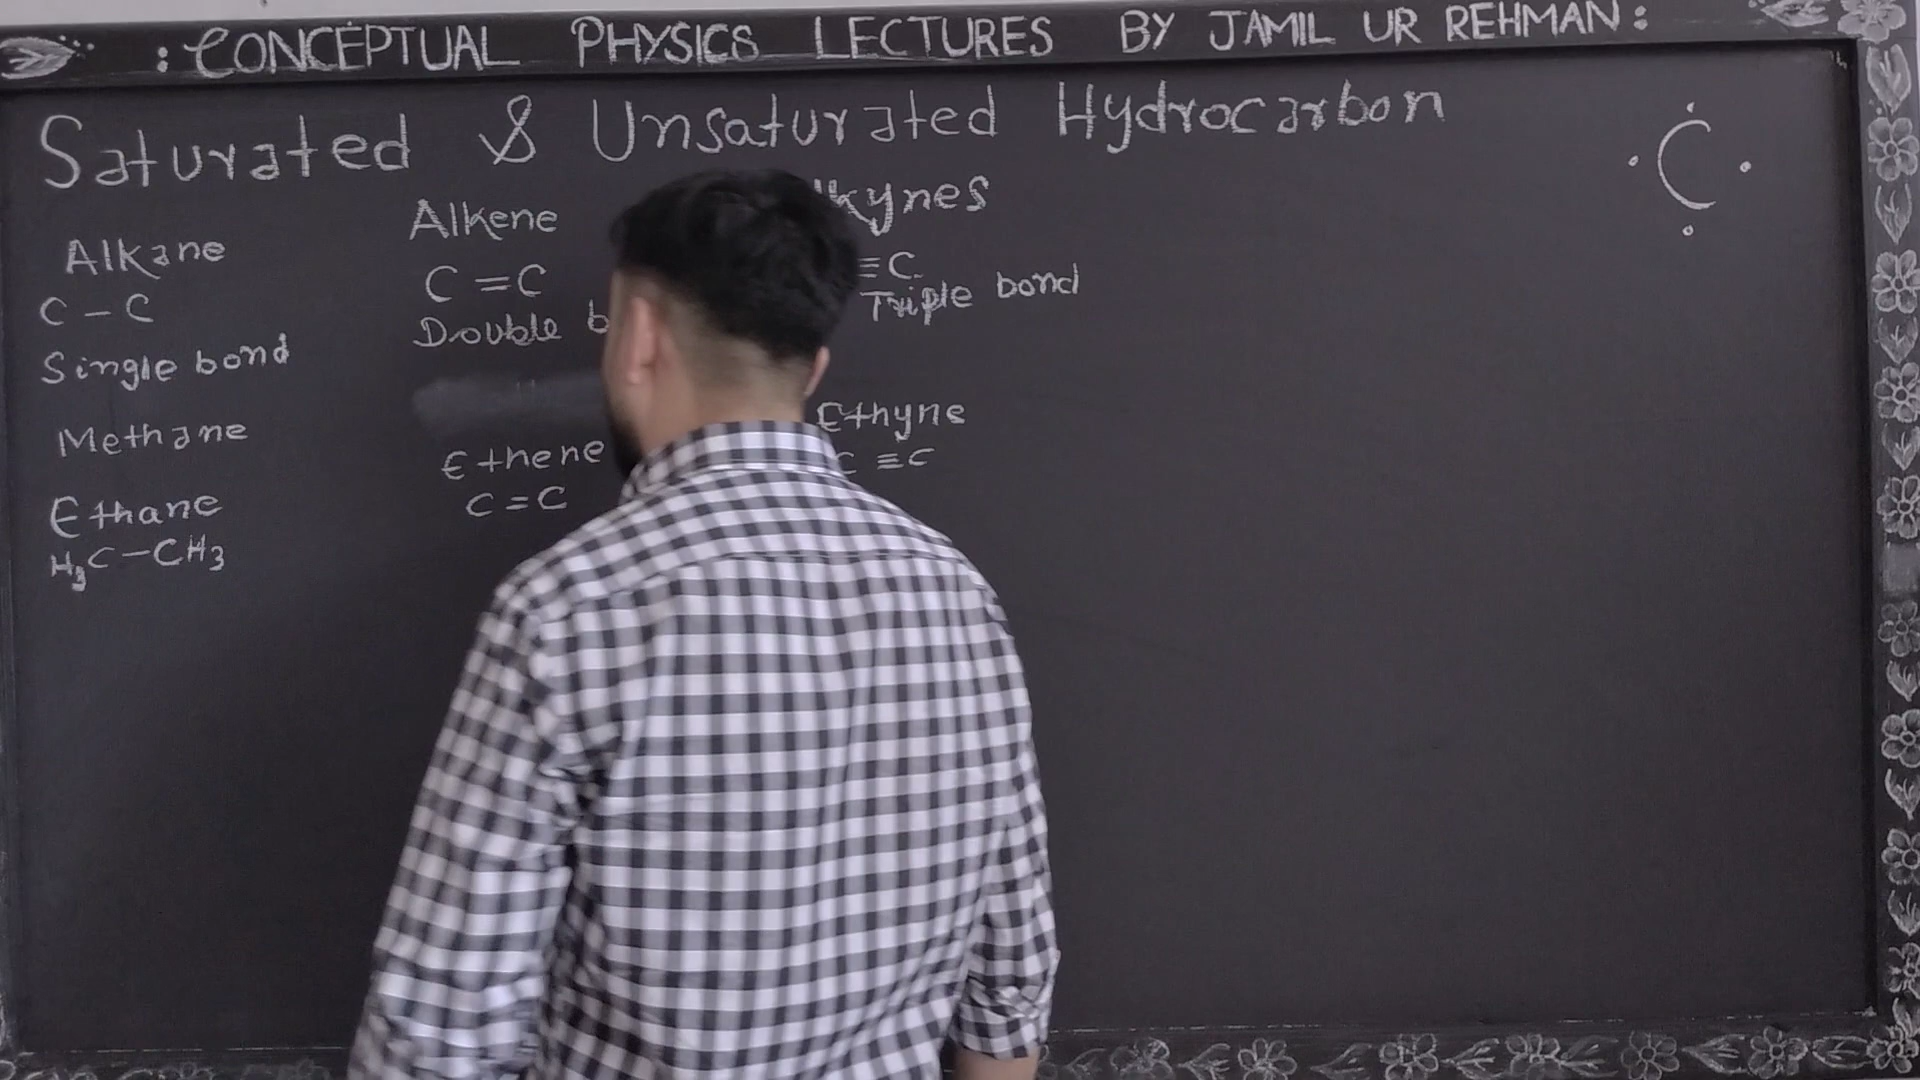 : CONCEPTUAL PHYSICS LECTURES BY JAMIL UR REHMAN :
Saturated & Unsaturated Hydrocarbon
C
Alkane
C - C
Single bond
Methane
Ethane
H3C-CH3
Alkene
C = C
Double b
Ethene
C = C
lkynes
≡ C
Triple bond
Ethyne
C ≡ C